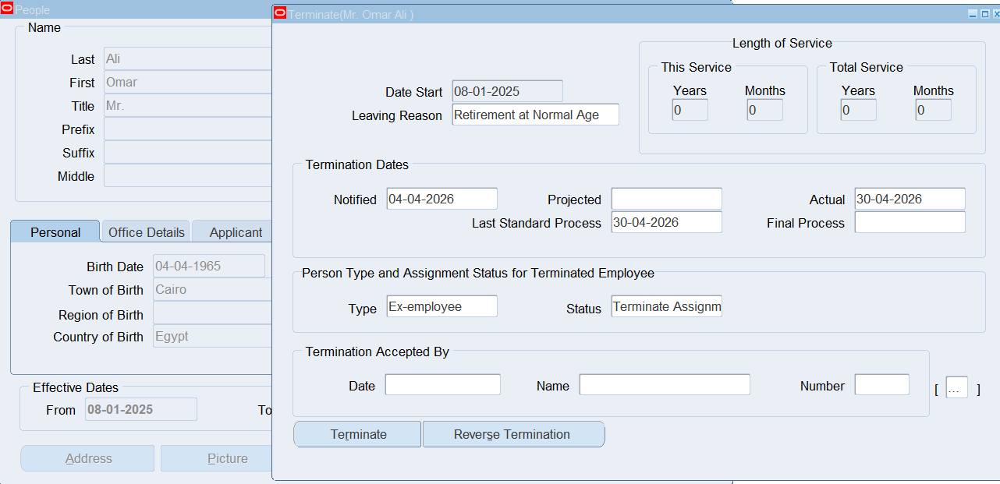 People
Name
Last Ali
First Omar
Title Mr.
Prefix
Suffix
Middle
Personal Office Details Applicant
Birth Date 04-04-1965
Town of Birth Cairo
Region of Birth
Country of Birth Egypt
Effective Dates
From 08-01-2025 To
Address Picture
Terminate(Mr. Omar Ali )
Length of Service
This Service Total Service
Years Months Years Months
0 0 0 0
Date Start 08-01-2025
Leaving Reason Retirement at Normal Age
Termination Dates
Notified 04-04-2026 Projected Actual 30-04-2026
Last Standard Process 30-04-2026 Final Process
Person Type and Assignment Status for Terminated Employee
Type Ex-employee Status Terminate Assignm
Termination Accepted By
Date Name Number [ ... ]
Terminate Reverse Termination